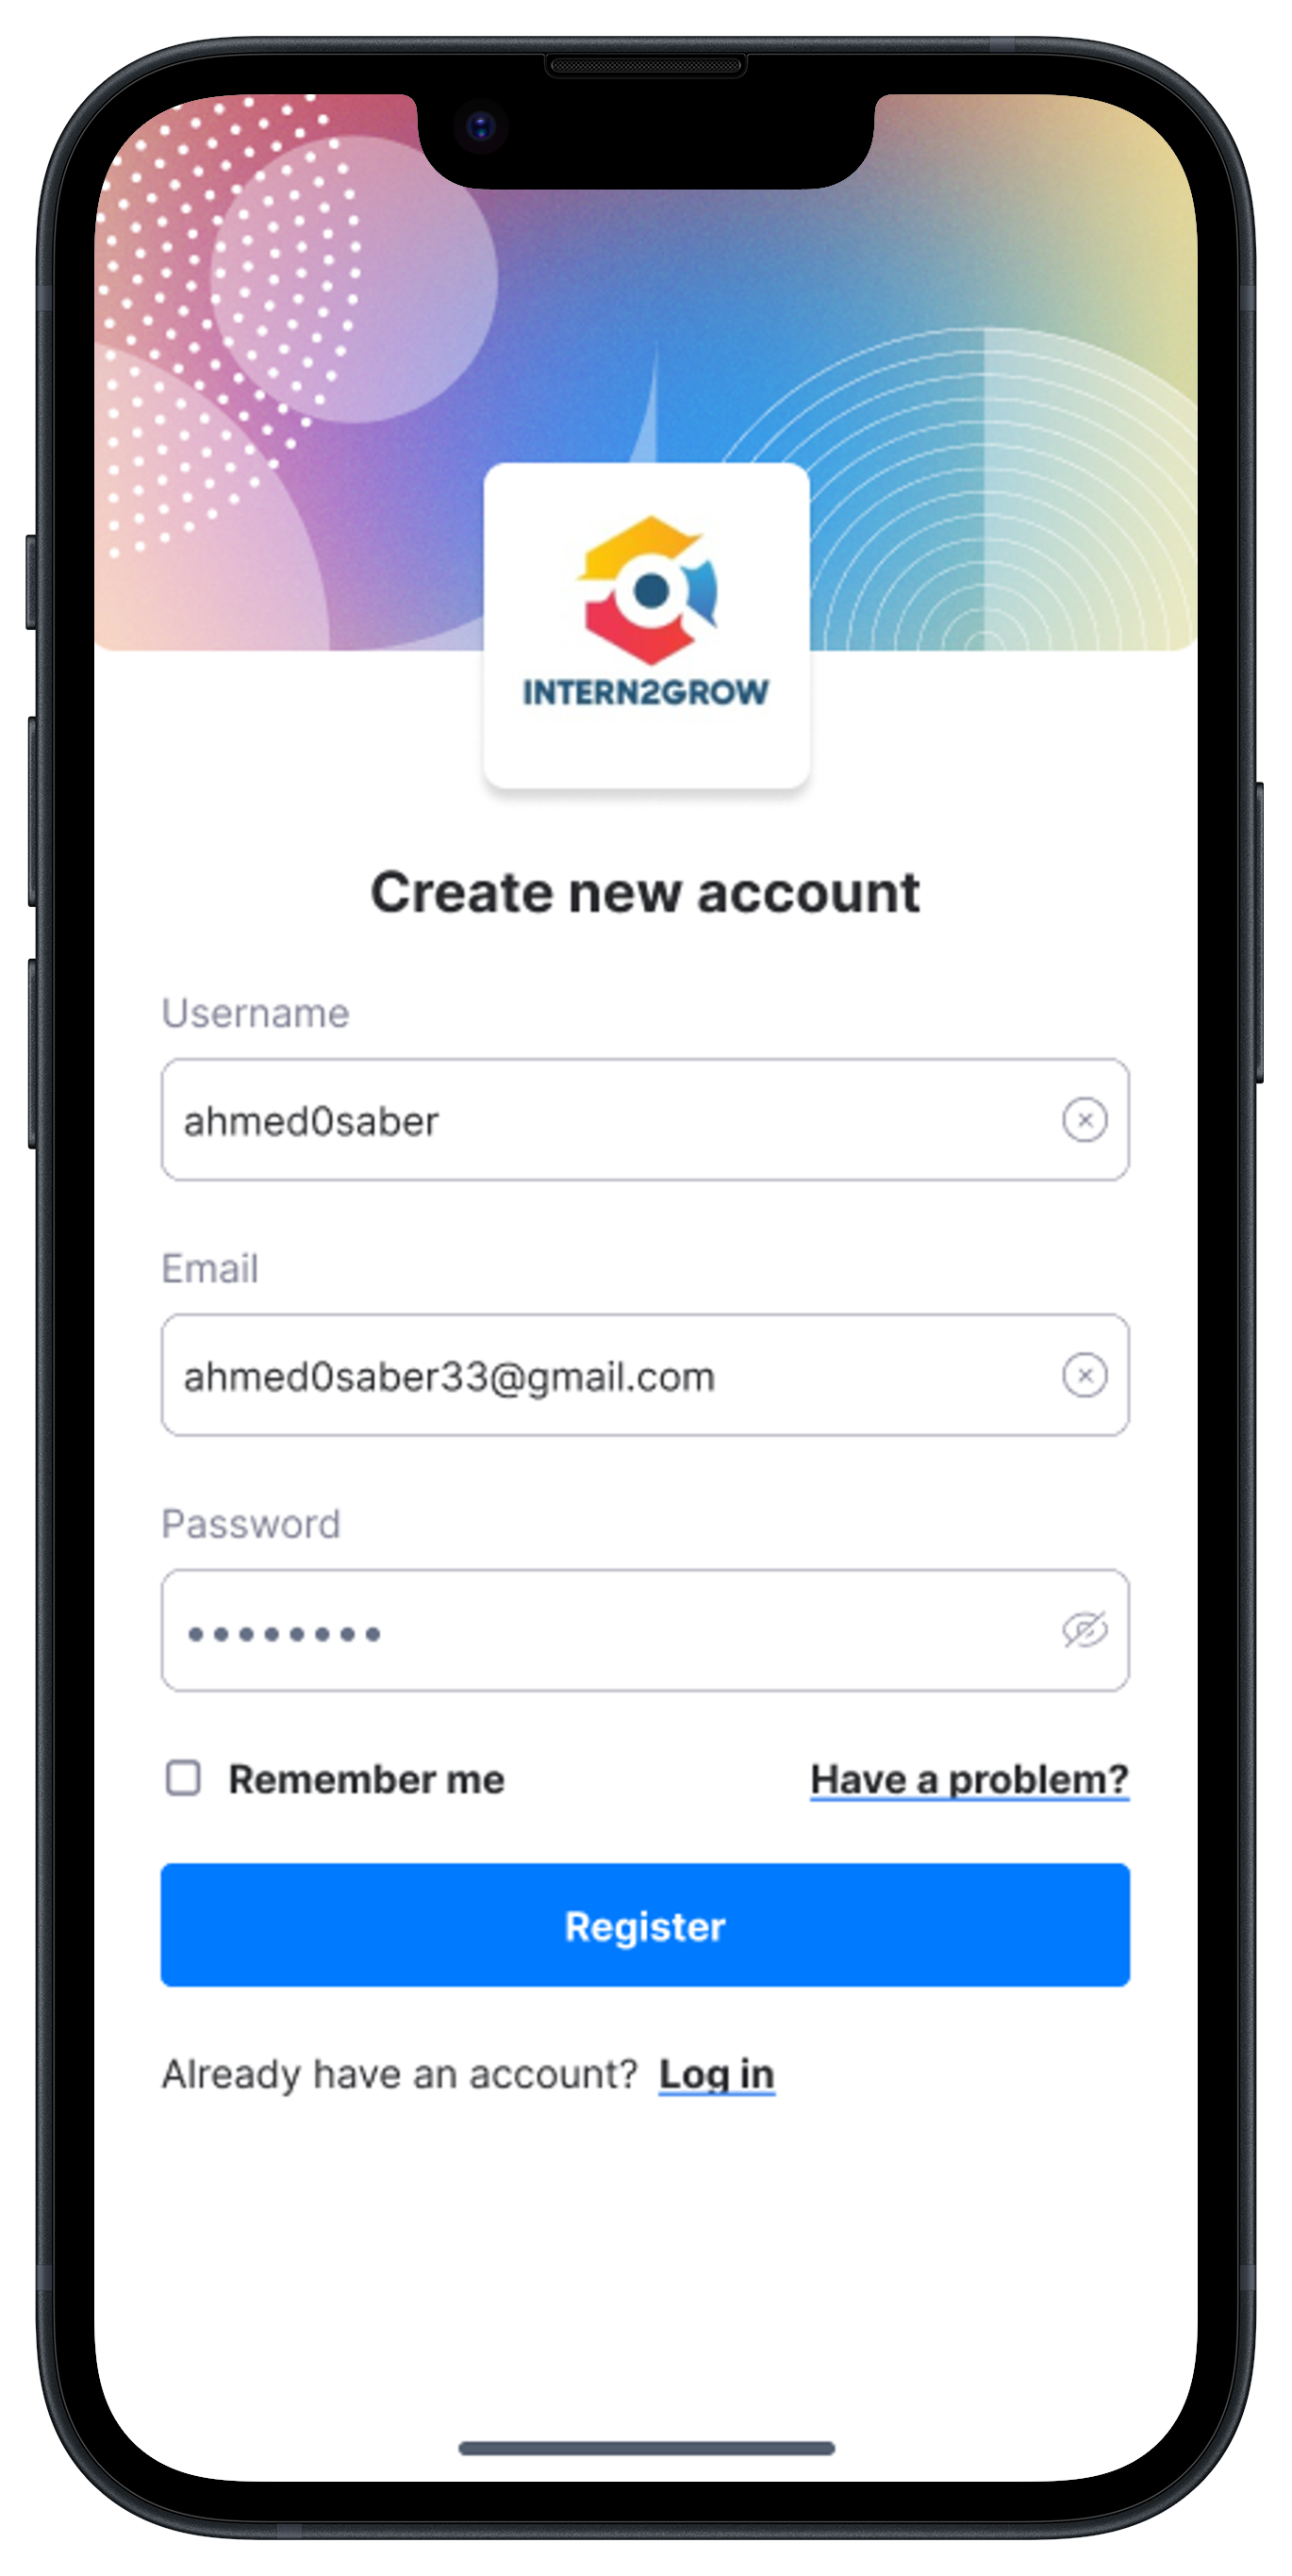 INTERN2GROW
Create new account
Username
ahmed0saber
Email
ahmed0saber33@gmail.com
Password
Remember me
Have a problem?
Register
Already have an account? Log in